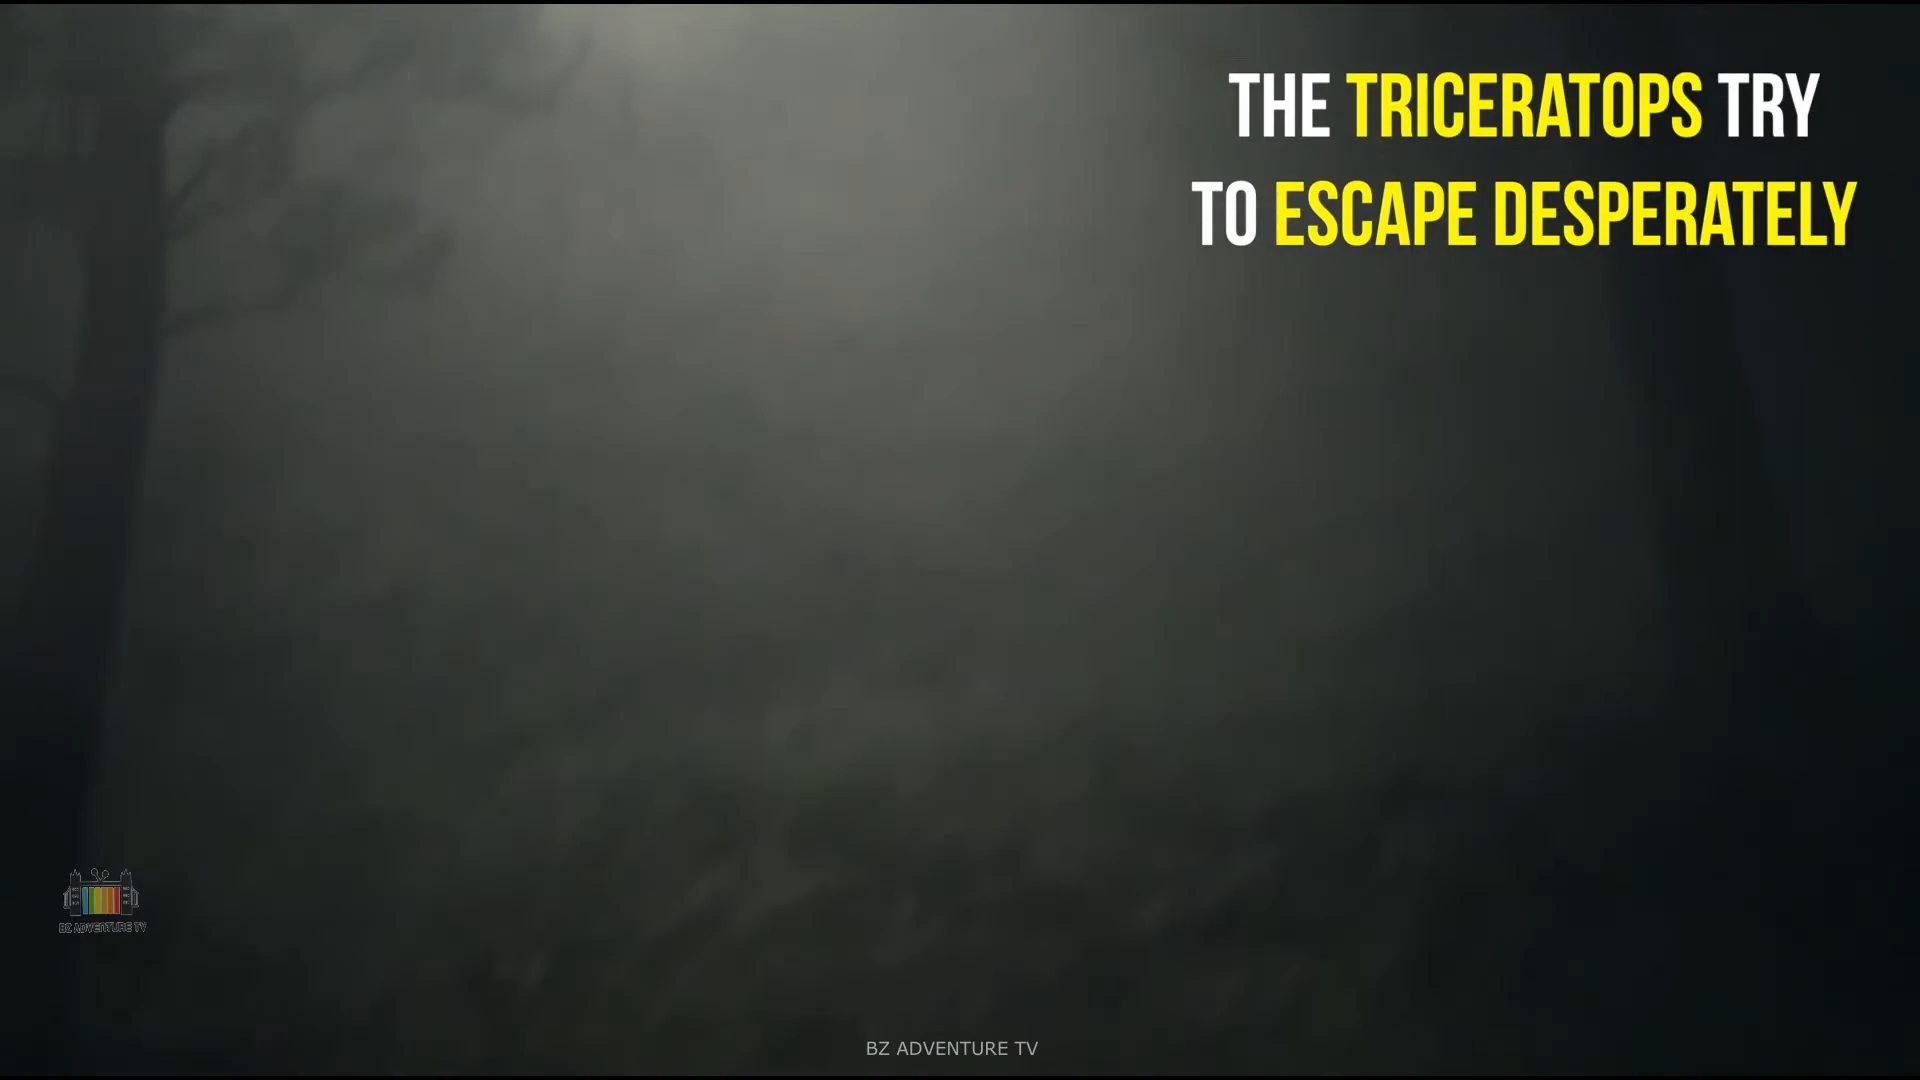 THE TRICERATOPS TRY
TO ESCAPE DESPERATELY
BZ ADVENTURE TV
BZ ADVENTURE TV